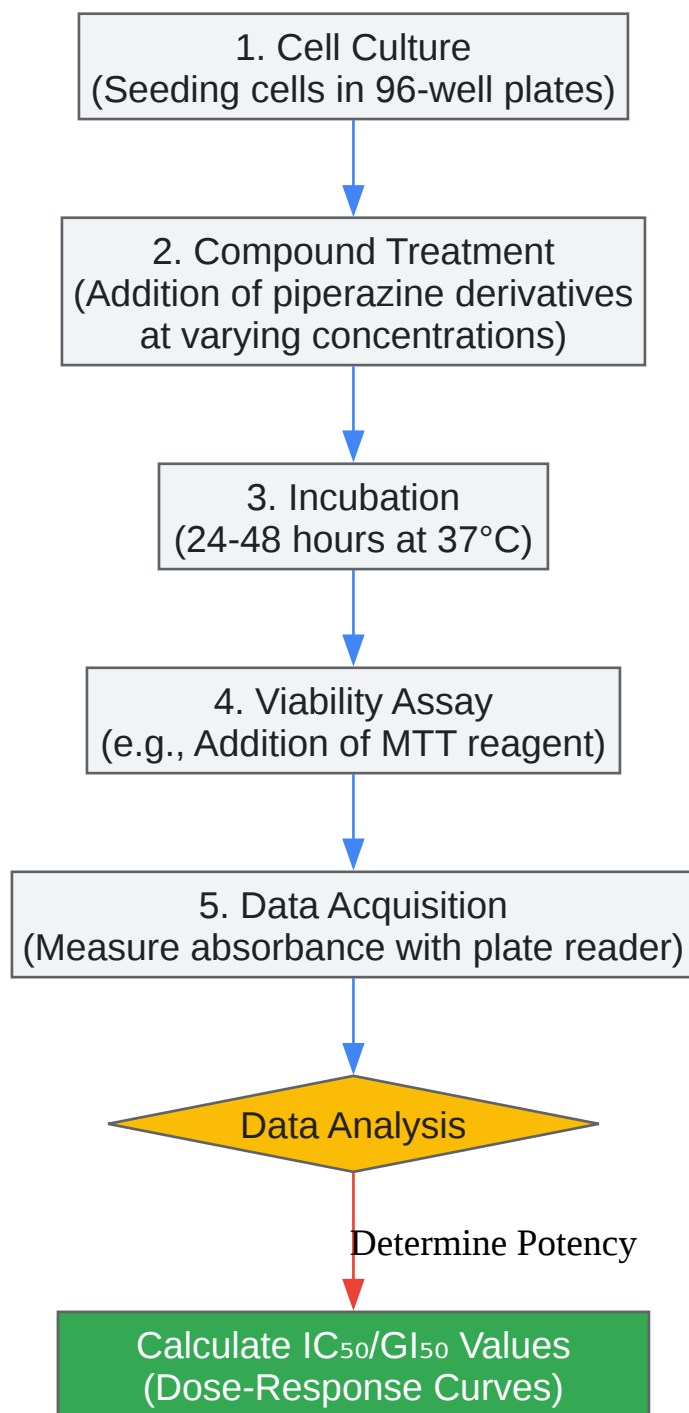 1. Cell Culture
(Seeding cells in 96-well plates)
2. Compound Treatment
(Addition of piperazine derivatives
at varying concentrations)
3. Incubation
(24-48 hours at 37°C)
4. Viability Assay
(e.g., Addition of MTT reagent)
5. Data Acquisition
(Measure absorbance with plate reader)
Data Analysis
Determine Potency
Calculate IC₅₀/GI₅₀ Values
(Dose-Response Curves)